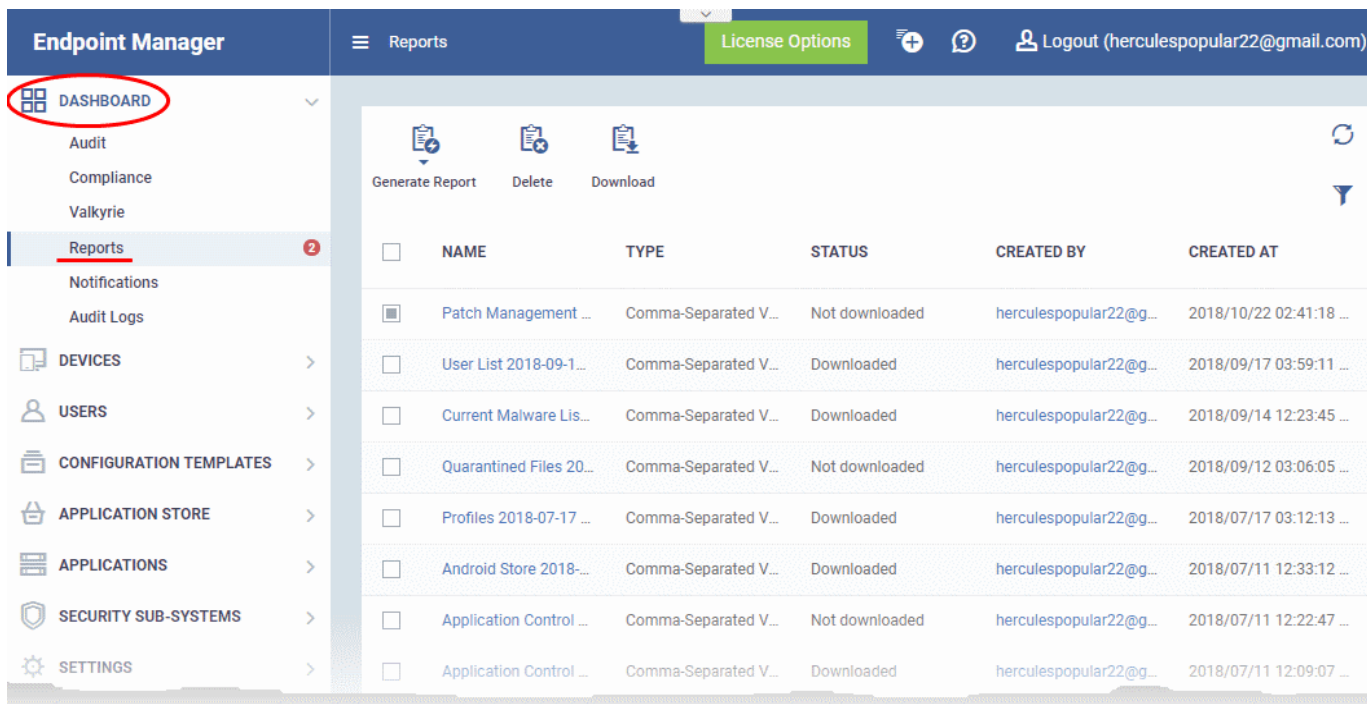 Endpoint Manager
Reports
License Options
Logout (herculespopular22@gmail.com)
DASHBOARD
Audit
Compliance
Valkyrie
Reports 2
Notifications
Audit Logs
DEVICES
USERS
CONFIGURATION TEMPLATES
APPLICATION STORE
APPLICATIONS
SECURITY SUB-SYSTEMS
SETTINGS
Generate Report Delete Download
NAME TYPE STATUS CREATED BY CREATED AT
Patch Management ... Comma-Separated V... Not downloaded herculespopular22@g... 2018/10/22 02:41:18 ...
User List 2018-09-1... Comma-Separated V... Downloaded herculespopular22@g... 2018/09/17 03:59:11 ...
Current Malware Lis... Comma-Separated V... Downloaded herculespopular22@g... 2018/09/14 12:23:45 ...
Quarantined Files 20... Comma-Separated V... Not downloaded herculespopular22@g... 2018/09/12 03:06:05 ...
Profiles 2018-07-17 ... Comma-Separated V... Downloaded herculespopular22@g... 2018/07/17 03:12:13 ...
Android Store 2018-... Comma-Separated V... Downloaded herculespopular22@g... 2018/07/11 12:33:12 ...
Application Control ... Comma-Separated V... Not downloaded herculespopular22@g... 2018/07/11 12:22:47 ...
Application Control ... Comma-Separated V... Downloaded herculespopular22@g... 2018/07/11 12:09:07 ...